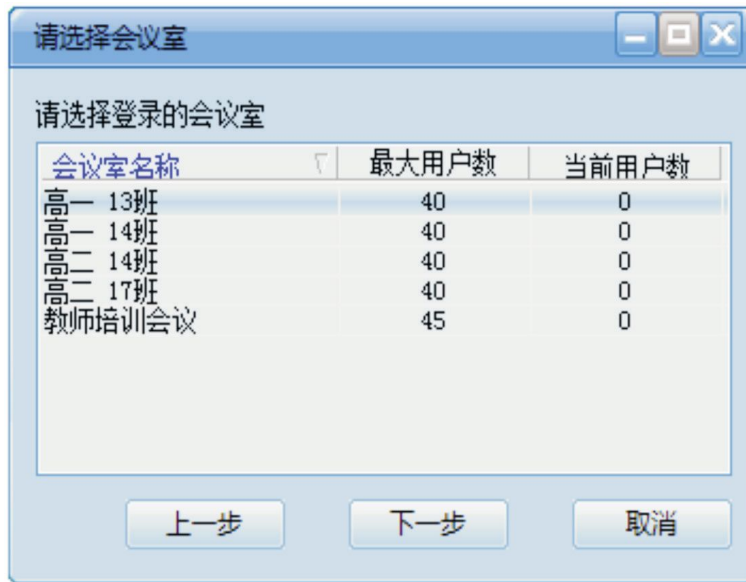 请选择会议室
请选择登录的会议室
会议室名称 最大用户数 当前用户数
高一 13班 40 0
高一 14班 40 0
高二 14班 40 0
高二 17班 40 0
教师培训会议 45 0
上一步 下一步 取消